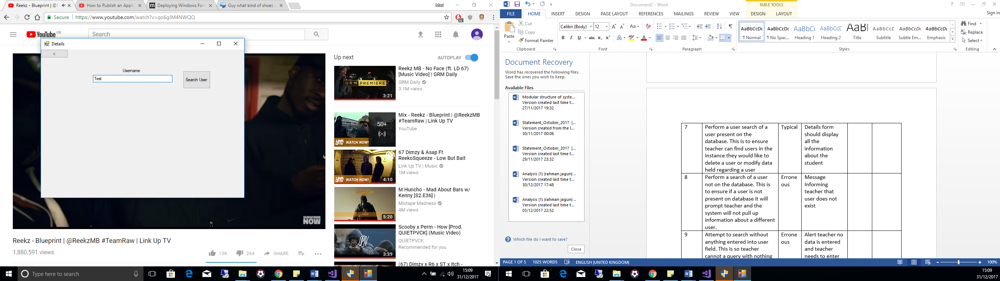 Reekz - Blueprint | @R
How to Publish an Applic
Deploying Windows Forn
Guy what kind of shoes c
Mad
Secure
https://www.youtube.com/watch?v=qo6gJM4NWQQ
32
YouTube GB
Search
Details
<
Username
Test
Search User
SUBSCRIBE
NOW
Reekz - Blueprint | @ReekzMB #TeamRaw | Link Up TV
1,880,591 views
13K
264
SHARE
Up next
AUTOPLAY
GRM PREMIERE
3:21
Reekz MB - No Face (ft. LD 67)
[Music Video] | GRM Daily
GRM Daily
3.1M views
50+
LINK UP TV WATCH NOW!
Mix - Reekz - Blueprint | @ReekzMB
#TeamRaw | Link Up TV
YouTube
LINK UP TV WATCH NOW!
4:10
67 Dimzy & Asap Ft
ReekoSqueeze - Low But Bait
Link Up TV | Music
1M views
5:20
M Huncho - Mad About Bars w/
Kenny [S2.E36] |
Mixtape Madness
4M views
3:39
Scooby x Perm - How [Prod.
QUIETPVCK] (Music Video)
QUIETPVCK
Recommended for you
(67) Dimzy x R6 x ST x Itch -
Type here to search
15:09
31/12/2017
Document2 - Word
TABLE TOOLS
Sign in
FILE
HOME
INSERT
DESIGN
PAGE LAYOUT
REFERENCES
MAILINGS
REVIEW
VIEW
DESIGN
LAYOUT
Paste
Cut
Copy
Format Painter
Clipboard
Calibri (Body)
12
Font
Paragraph
AaBbCcDc
¶ Normal
AaBbCcDc
¶ No Spac...
AaBbCc
Heading 1
AaBbCcD
Heading 2
AaBl
Title
AaBbCcD
Subtitle
AaBbCcDc
Subtle Em...
AaBbCcDc
Emphasis
Styles
Find
Replace
Select
Editing
Document Recovery
Word has recovered the following files.
Save the ones you wish to keep.
Available Files
Modular structure of syste...
Version created last time t...
27/11/2017 19:32
Statement_October_2017 [...
Version created from the l...
30/11/2017 00:06
Statement_October_2017 [...
Version created last time t...
29/11/2017 23:32
Analysis (1) (rahman jagun) ..
Version created last time t...
30/12/2017 17:48
Analysis (1) (rahman jagun) ..
Version created last time t...
03/12/2017 22:52
Which file do I want to save?
Close
7
Perform a user search of a
user present on the
database. This is to ensure
teacher can find users in the
instance they would like to
delete a user or modify data
held regarding a user
Typical
Details form
should display
all the
information
about the
student
8
Perform a search of a user
not on the database. This is
to ensure if a user is not
present on database it will
prompt teacher and the
system will not pull up
information about a different
user.
Errone
ous
Message
Informing
teacher that
user does not
exist
9
Attempt to search without
anything entered into user
field. This is so teacher
cannot a query with nothing
Errone
ous
Alert teacher no
data is entered
and teacher
needs to enter
PAGE 1 OF 5
1025 WORDS
ENGLISH (UNITED KINGDOM)
100%
15:09
31/12/2017